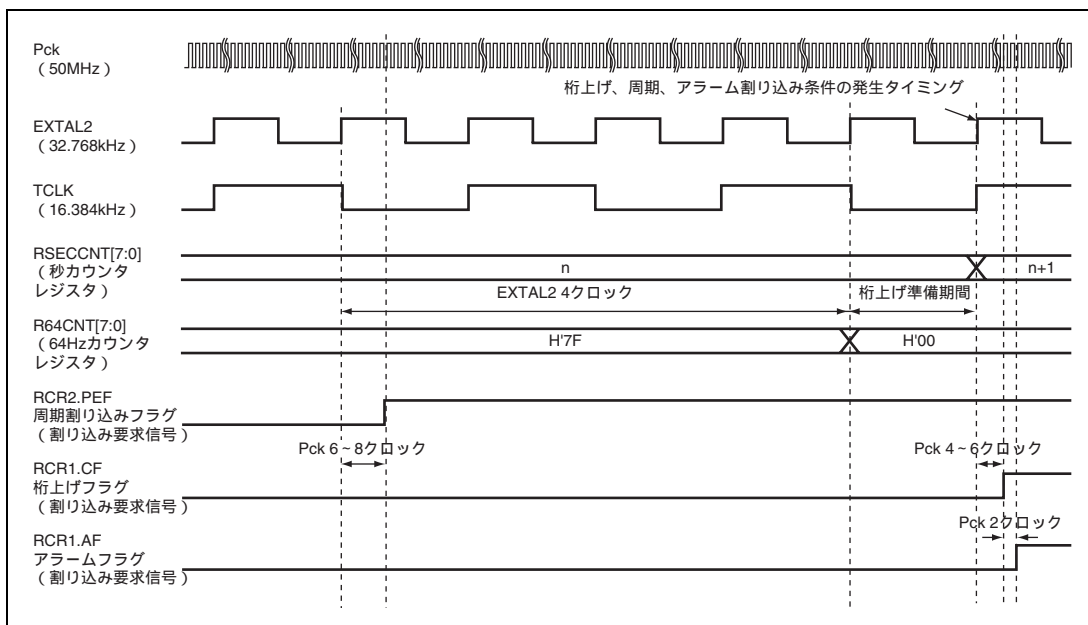 Pck
（50MHz）
桁上げ、周期、アラーム割り込み条件の発生タイミング
EXTAL2
（32.768kHz）
TCLK
（16.384kHz）
RSECCNT[7:0]
（秒カウンタ
レジスタ）
n
n+1
EXTAL2 4クロック
桁上げ準備期間
R64CNT[7:0]
（64Hzカウンタ
レジスタ）
H'7F
H'00
RCR2.PEF
周期割り込みフラグ
（割り込み要求信号）
Pck 6～8クロック
Pck 4～6クロック
RCR1.CF
桁上げフラグ
（割り込み要求信号）
Pck 2クロック
RCR1.AF
アラームフラグ
（割り込み要求信号）